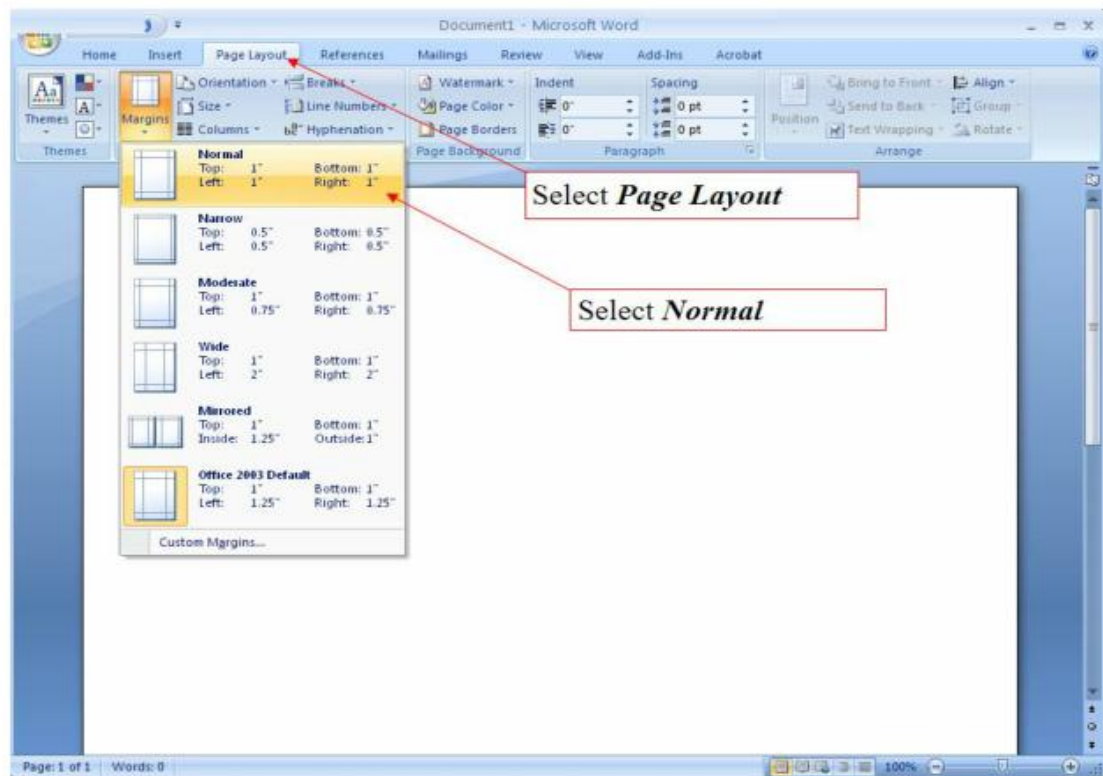 Document1 - Microsoft Word
Home Insert Page Layout References Mailings Review View Add-Ins Acrobat
Themes Margins Orientation Breaks Watermark Indent Spacing Position Bring to Front Align
Size Line Numbers Page Color 0" 0 pt Send to Back Group
Columns Hyphenation Page Borders 0" 0 pt Text Wrapping Rotate
Themes Page Background Paragraph Arrange
Normal
Top: 1" Bottom: 1"
Left: 1" Right: 1"
Narrow
Top: 0.5" Bottom: 0.5"
Left: 0.5" Right: 0.5"
Moderate
Top: 1" Bottom: 1"
Left: 0.75" Right: 0.75"
Wide
Top: 1" Bottom: 1"
Left: 2" Right: 2"
Mirrored
Top: 1" Bottom: 1"
Inside: 1.25" Outside: 1"
Office 2003 Default
Top: 1" Bottom: 1"
Left: 1.25" Right: 1.25"
Custom Margins...
Select Page Layout
Select Normal
Page: 1 of 1 Words: 0 100%